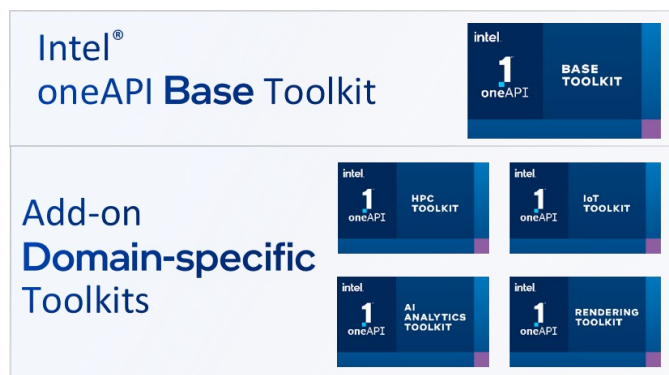 Intel®
oneAPI Base Toolkit
intel.
1
oneAPI
BASE
TOOLKIT
Add-on
Domain-specific
Toolkits
intel.
1
oneAPI
HPC
TOOLKIT
intel.
1
oneAPI
IoT
TOOLKIT
intel.
1
oneAPI
AI
ANALYTICS
TOOLKIT
intel.
1
oneAPI
RENDERING
TOOLKIT